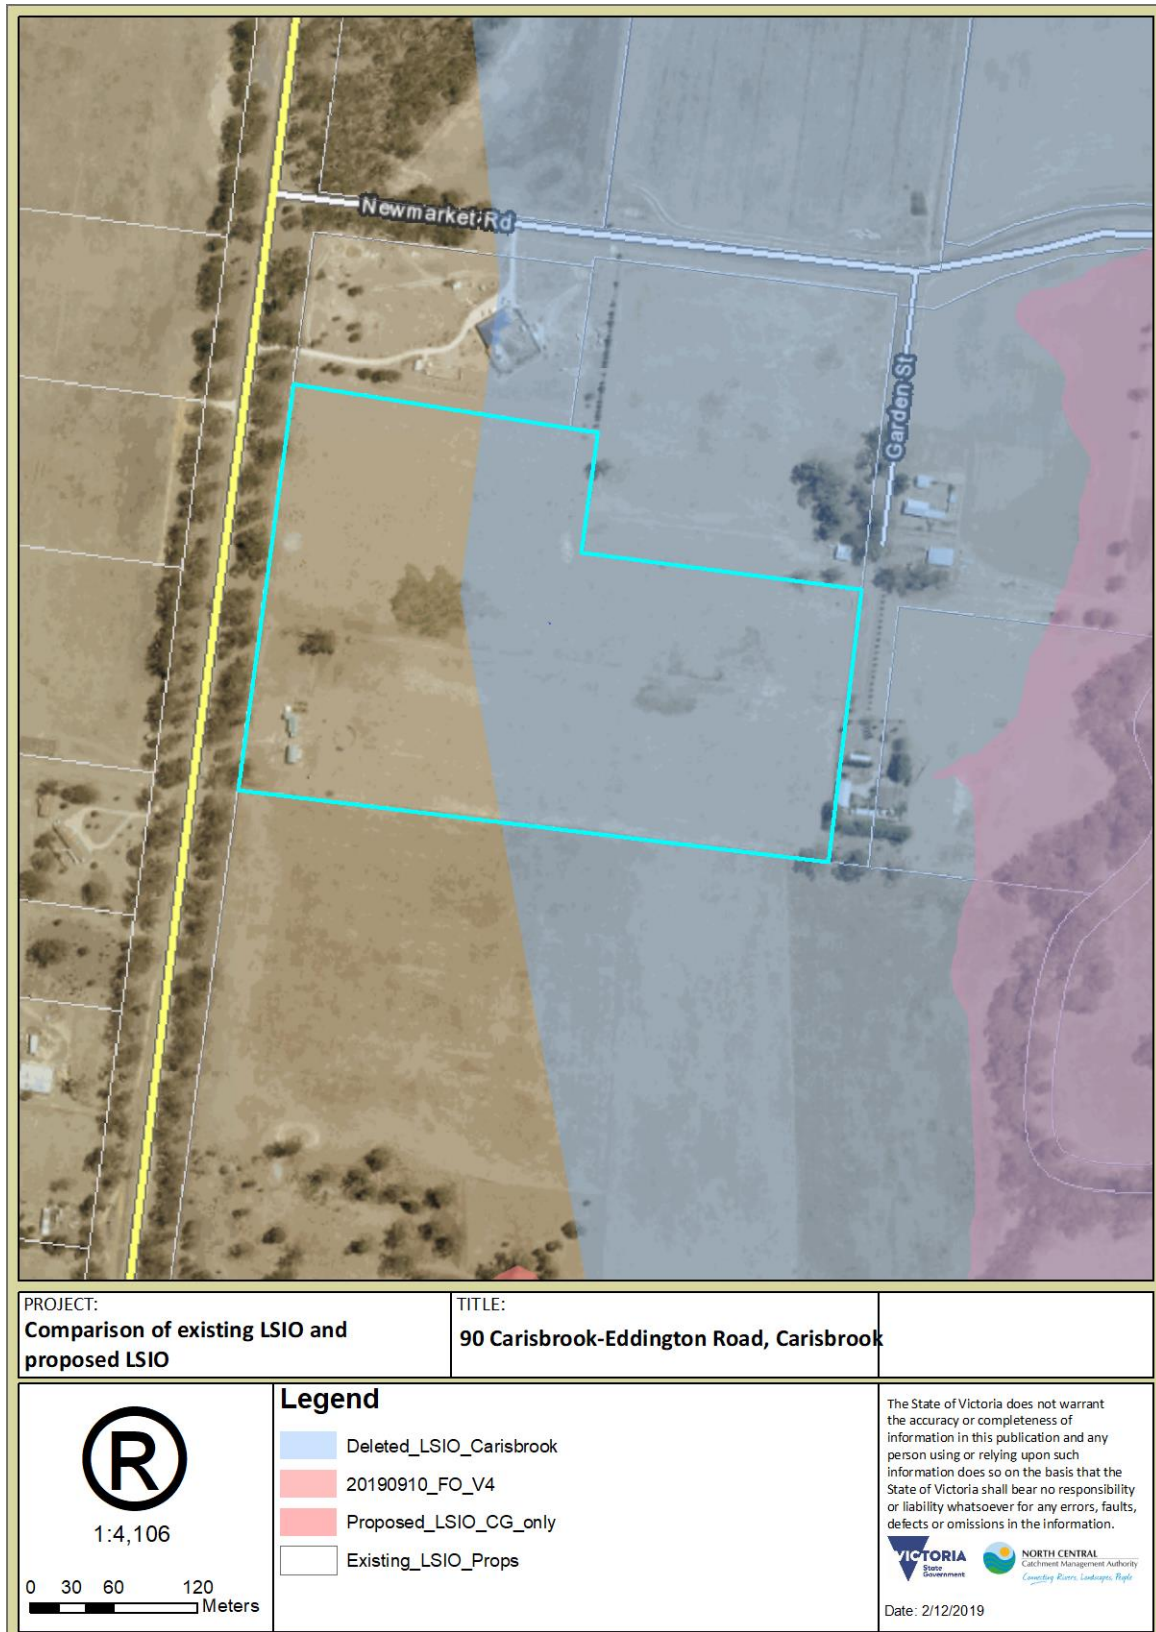 Newmarket Rd
Garden St
PROJECT:
Comparison of existing LSIO and
proposed LSIO
TITLE:
90 Carisbrook-Eddington Road, Carisbrook
R
1:4,106
0 30 60 120
Meters
Legend
Deleted_LSIO_Carisbrook
20190910_FO_V4
Proposed_LSIO_CG_only
Existing_LSIO_Props
The State of Victoria does not warrant
the accuracy or completeness of
information in this publication and any
person using or relying upon such
information does so on the basis that the
State of Victoria shall bear no responsibility
or liability whatsoever for any errors, faults,
defects or omissions in the information.
VICTORIA
State
Government
NORTH CENTRAL
Catchment Management Authority
Connecting Rivers, Landscapes, People
Date: 2/12/2019